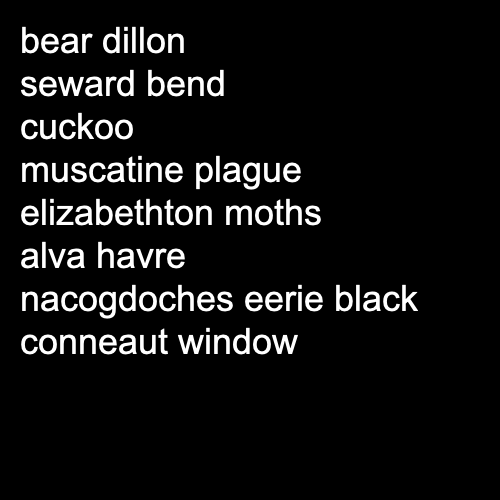 bear dillon
seward bend
cuckoo
muscatine plague
elizabethton moths
alva havre
nacogdoches eerie black
conneaut window